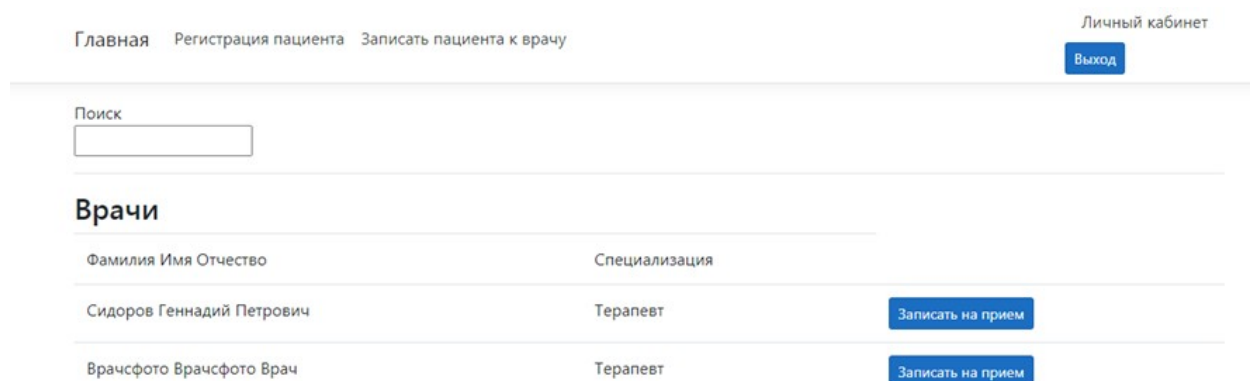 Главная Регистрация пациента Записать пациента к врачу Личный кабинет
Выход
Поиск
Врачи
Фамилия Имя Отчество Специализация
Сидоров Геннадий Петрович Терапевт Записать на прием
Врачсфото Врачсфото Врач Терапевт Записать на прием